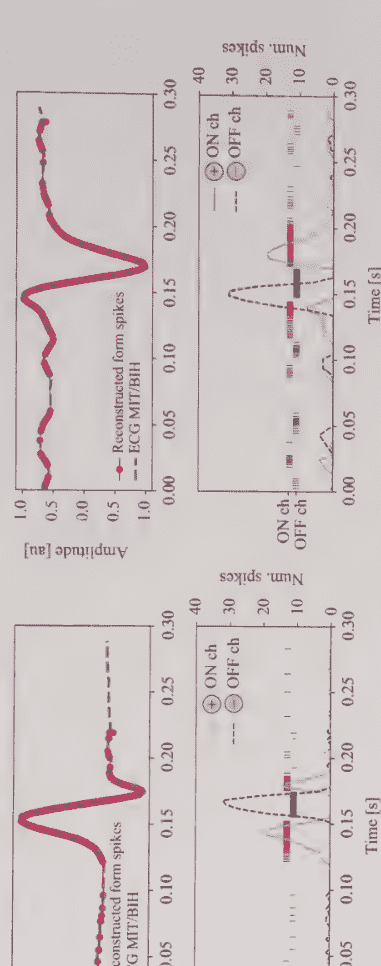 1.0
0.5
0.0
0.5
1.0
Amplitude [au]
Reconstructed form spikes
ECG MIT/BIH
0.00
0.05
0.10
0.15
0.20
0.25
0.30
ON ch
OFF ch
+ ON ch
− OFF ch
40
30
20
10
0
Num. spikes
0.00
0.05
0.10
0.15
0.20
0.25
0.30
Time [s]
constructed form spikes
G MIT/BIH
0.05
0.10
0.15
0.20
0.25
0.30
+ ON ch
− OFF ch
40
30
20
10
0
Num. spikes
0.05
0.10
0.15
0.20
0.25
0.30
Time [s]